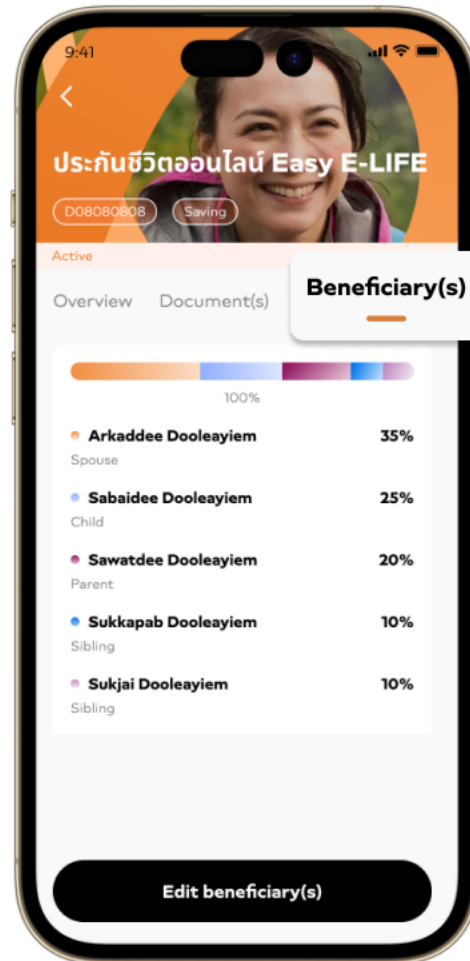 9:41
ประกันชีวิตออนไลน์ Easy E-LIFE
D08080808 Saving
Active
Overview Document(s) Beneficiary(s)
100%
Arkaddee Dooleayiem 35%
Spouse
Sabaidee Dooleayiem 25%
Child
Sawatdee Dooleayiem 20%
Parent
Sukkapab Dooleayiem 10%
Sibling
Sukjai Dooleayiem 10%
Sibling
Edit beneficiary(s)